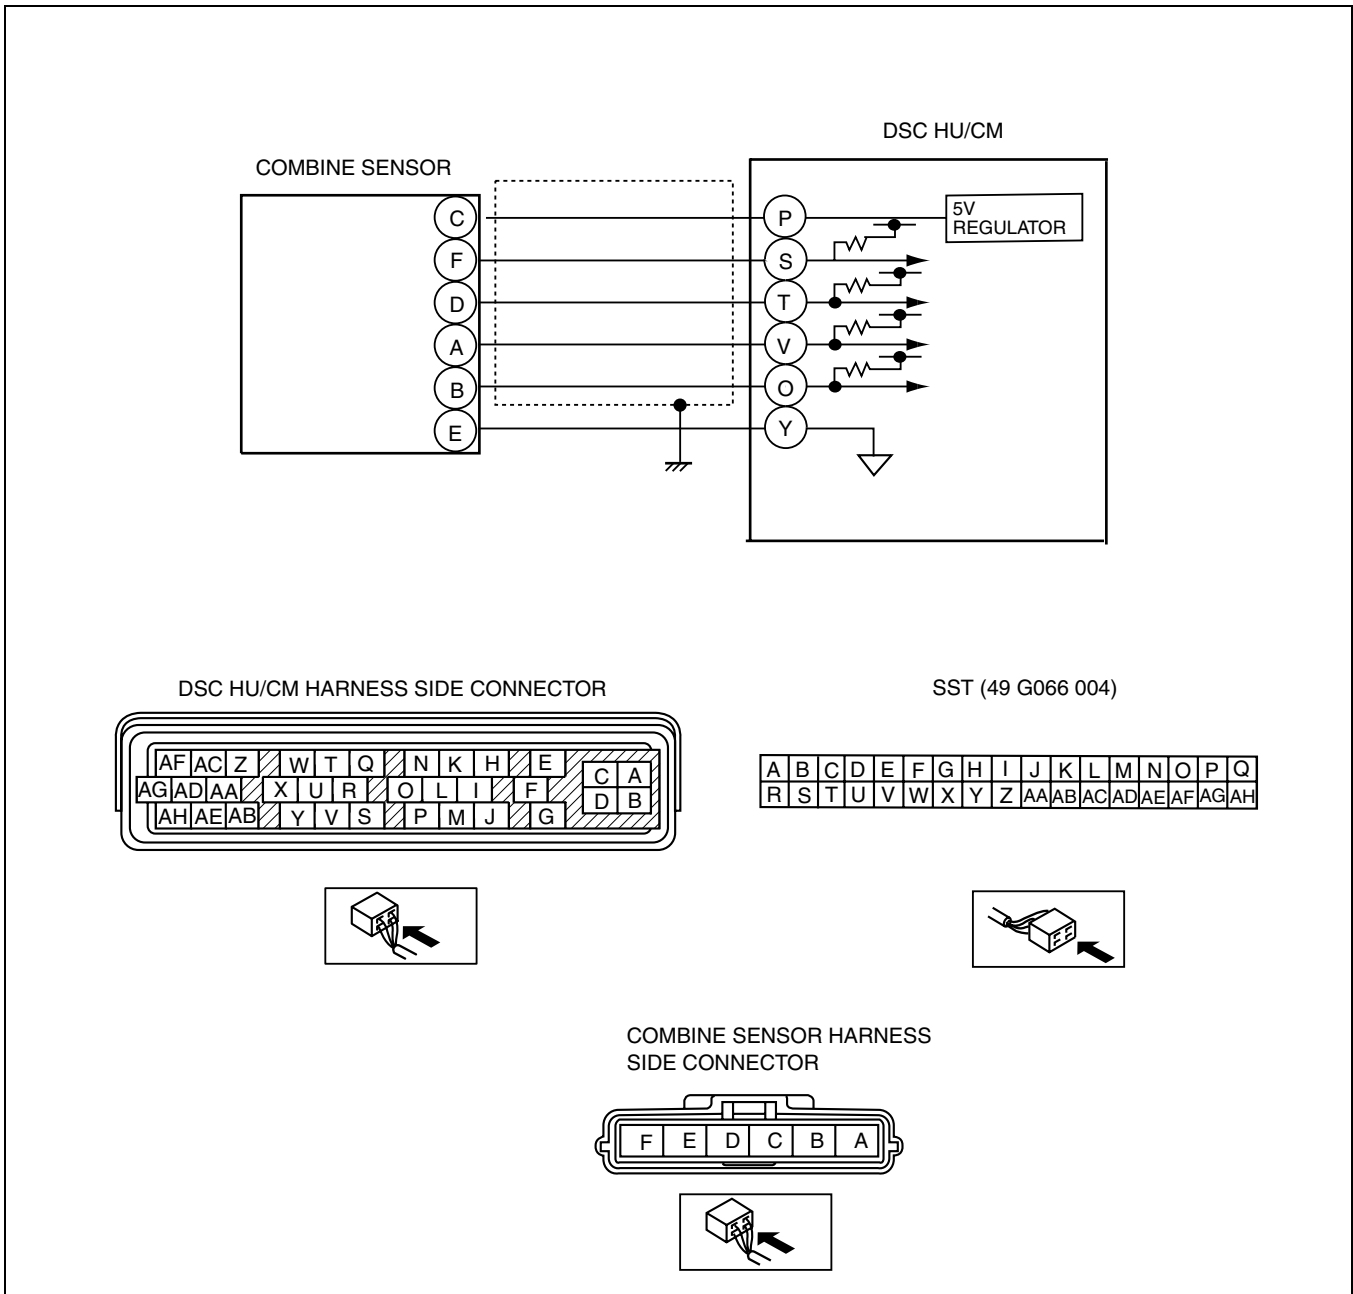 DSC HU/CM
COMBINE SENSOR
C P 5V
REGULATOR
F S
D T
A V
B O
E Y
DSC HU/CM HARNESS SIDE CONNECTOR
AF AC Z W T Q N K H E
C A
AG AD AA X U R O L I F
D B
AH AE AB Y V S P M J G
SST (49 G066 004)
A B C D E F G H I J K L M N O P Q
R S T U V W X Y Z AA AB AC AD AE AF AG AH
COMBINE SENSOR HARNESS
SIDE CONNECTOR
F E D C B A